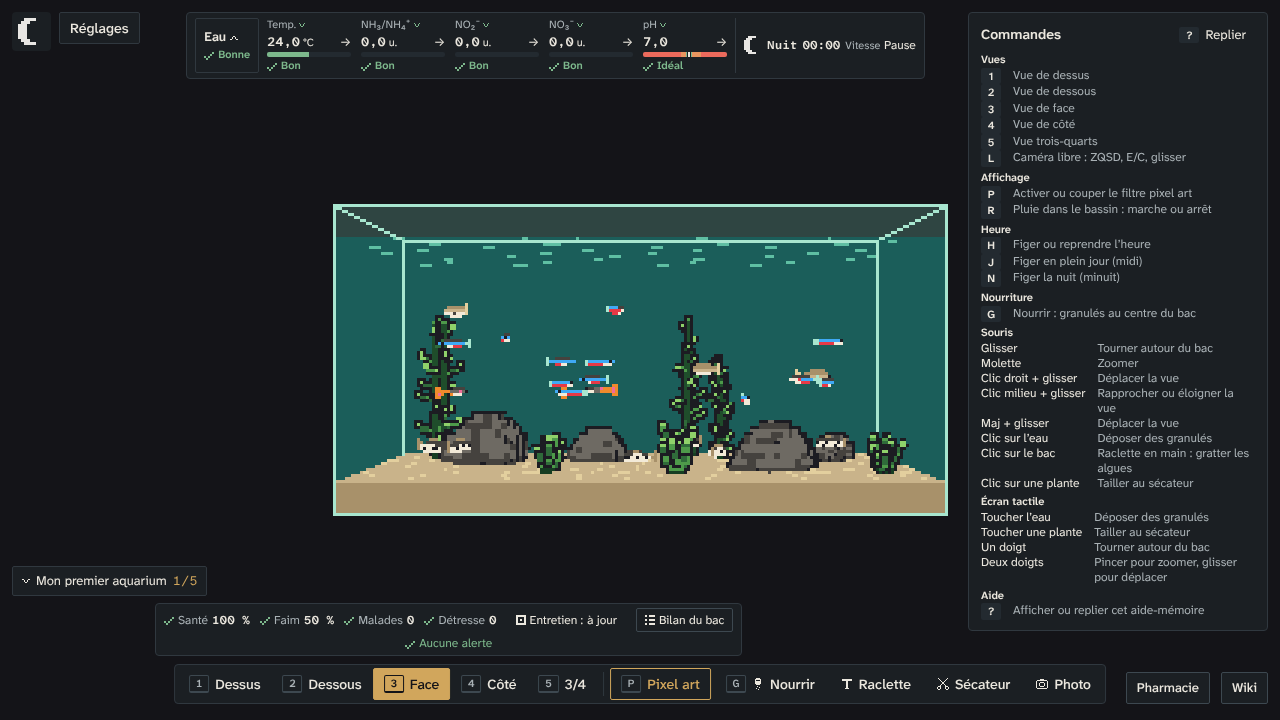 Réglages
Eau
Bonne
Temp.
24,0 °C
Bon
NH₃/NH₄⁺
0,0 u.
Bon
NO₂⁻
0,0 u.
Bon
NO₃⁻
0,0 u.
Bon
pH
7,0
Idéal
Nuit 00:00 Vitesse Pause
Commandes
? Replier
Vues
1 Vue de dessus
2 Vue de dessous
3 Vue de face
4 Vue de côté
5 Vue trois-quarts
L Caméra libre : ZQSD, E/C, glisser
Affichage
P Activer ou couper le filtre pixel art
R Pluie dans le bassin : marche ou arrêt
Heure
H Figer ou reprendre l'heure
J Figer en plein jour (midi)
N Figer la nuit (minuit)
Nourriture
G Nourrir : granulés au centre du bac
Souris
Glisser Tourner autour du bac
Molette Zoomer
Clic droit + glisser Déplacer la vue
Clic milieu + glisser Rapprocher ou éloigner la
vue
Maj + glisser Déplacer la vue
Clic sur l'eau Déposer des granulés
Clic sur le bac Raclette en main : gratter les
algues
Clic sur une plante Tailler au sécateur
Écran tactile
Toucher l'eau Déposer des granulés
Toucher une plante Tailler au sécateur
Un doigt Tourner autour du bac
Deux doigts Pincer pour zoomer, glisser
pour déplacer
Aide
? Afficher ou replier cet aide-mémoire
Mon premier aquarium 1/5
Santé 100 % Faim 50 % Malades 0 Détresse 0 Entretien : à jour Bilan du bac
Aucune alerte
1 Dessus 2 Dessous 3 Face 4 Côté 5 3/4 P Pixel art G Nourrir Raclette Sécateur Photo
Pharmacie Wiki